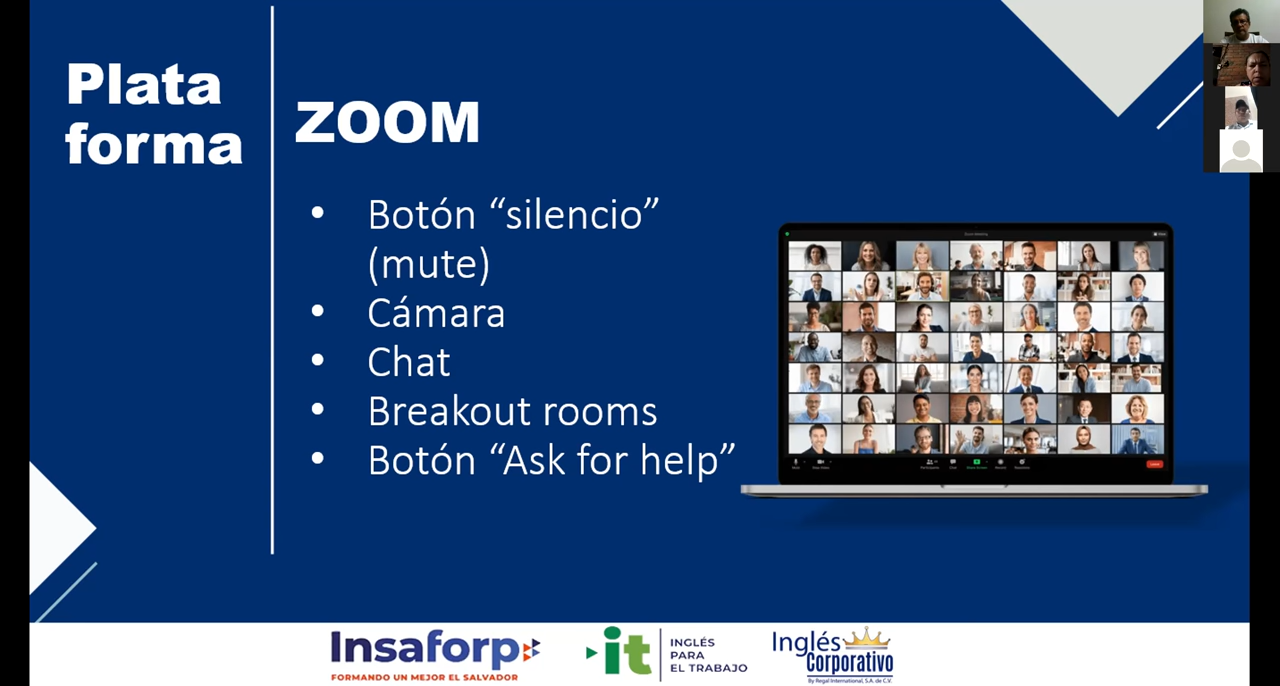 Plata
forma
ZOOM
• Botón “silencio”
(mute)
• Cámara
• Chat
• Breakout rooms
• Botón “Ask for help”
Insaforp
FORMANDO UN MEJOR EL SALVADOR
it
INGLÉS
PARA
EL TRABAJO
Inglés
Corporativo
By Regal International, S.A. de C.V.